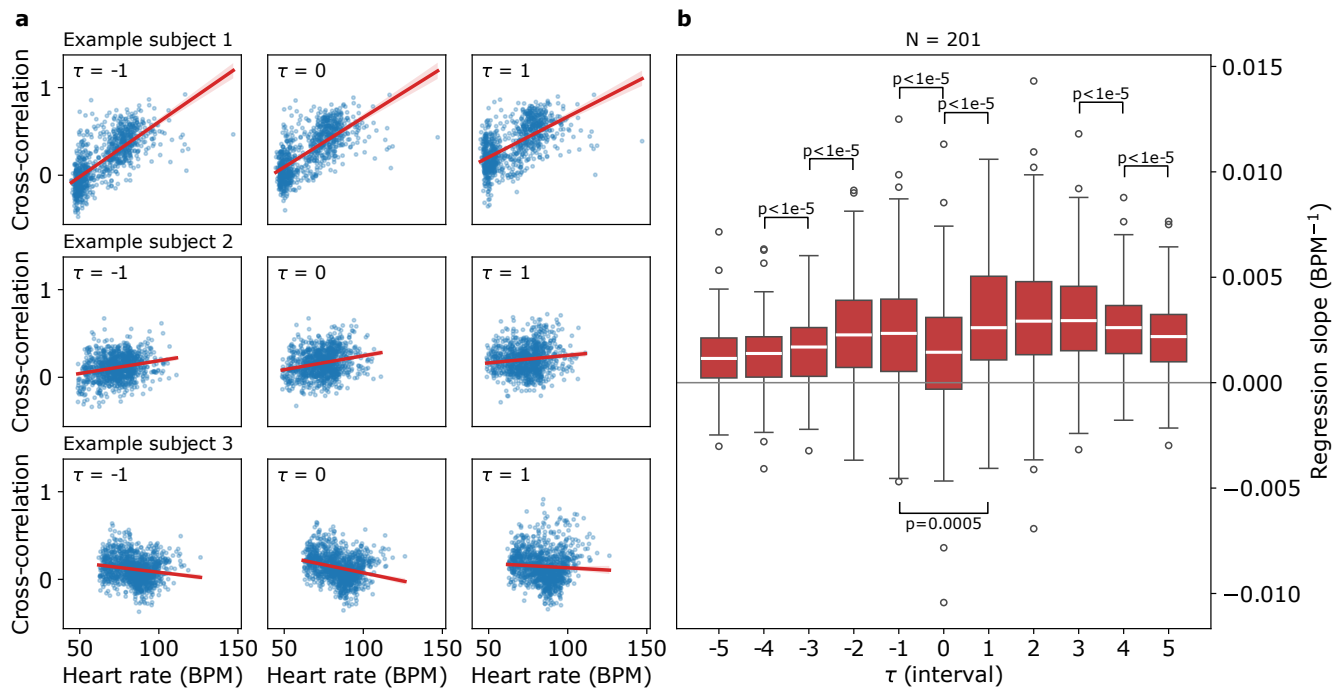 a
Example subject 1
Cross-correlation
1
0
τ = -1
τ = 0
τ = 1
Example subject 2
Cross-correlation
1
0
τ = -1
τ = 0
τ = 1
Example subject 3
Cross-correlation
1
0
τ = -1
τ = 0
τ = 1
50 100 150
50 100 150
50 100 150
Heart rate (BPM)
Heart rate (BPM)
Heart rate (BPM)
b
N = 201
p<1e-5
p<1e-5
p<1e-5
p<1e-5
p<1e-5
p<1e-5
p=0.0005
0.015
0.010
0.005
0.000
−0.005
−0.010
Regression slope (BPM⁻¹)
-5 -4 -3 -2 -1 0 1 2 3 4 5
τ (interval)